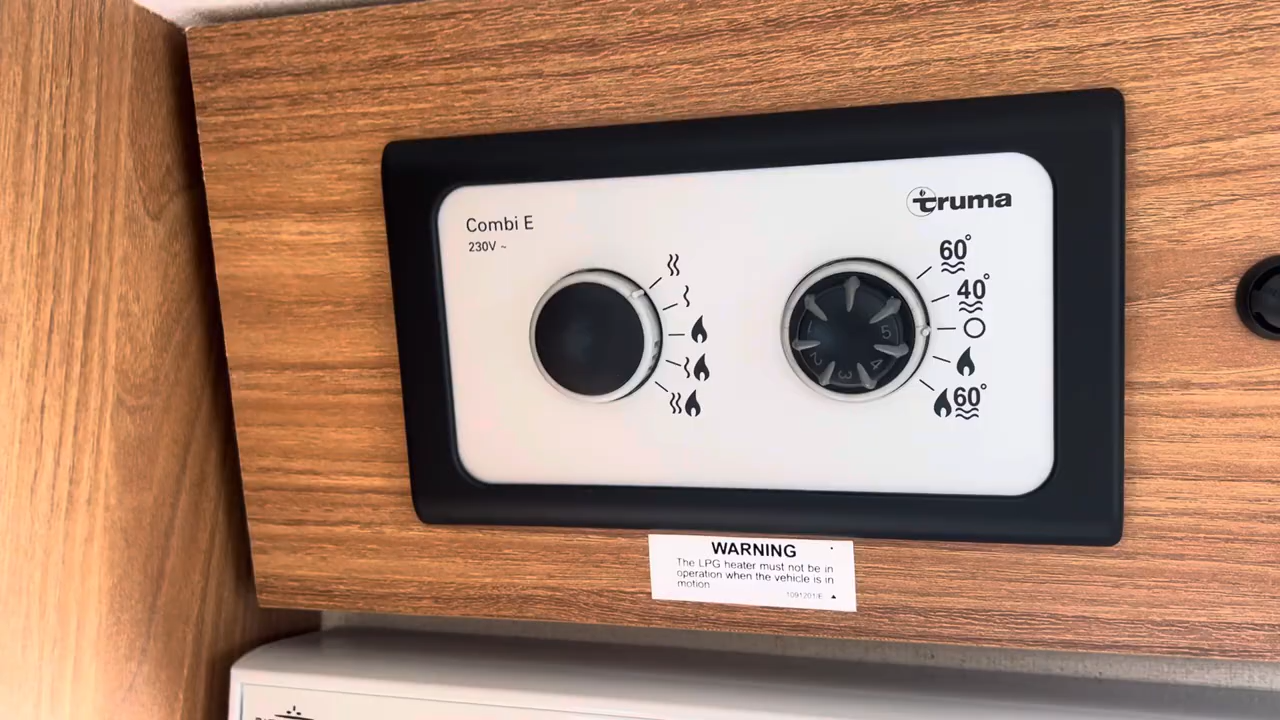 Combi E
230V ~
truma
60°
40°
60°
1
2
3
4
5
WARNING
The LPG heater must not be in
operation when the vehicle is in
motion